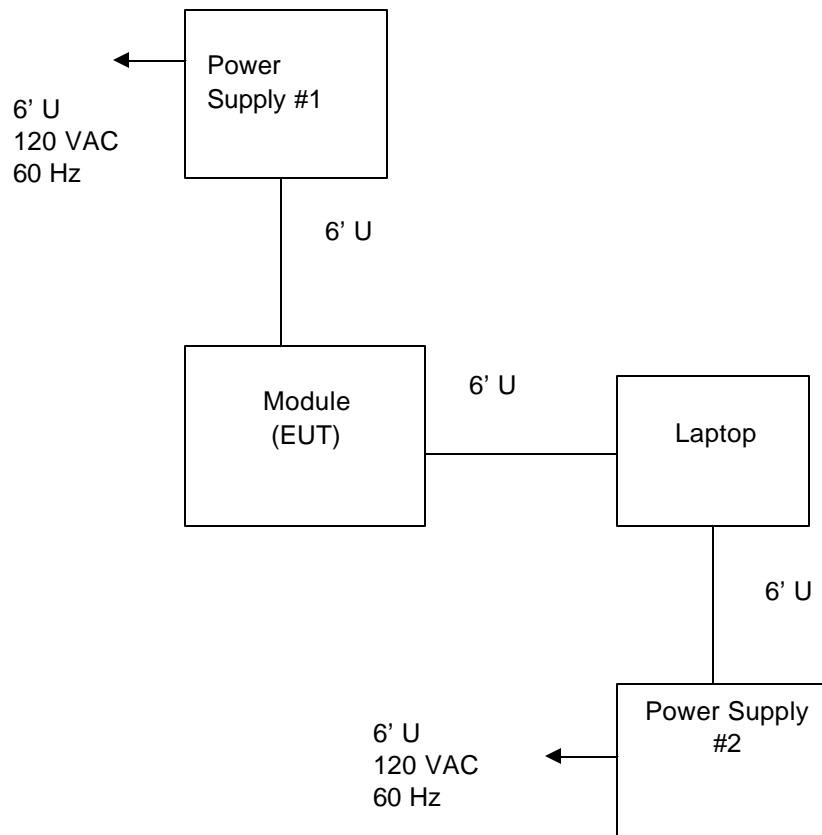 Power
Supply #1
6’ U
120 VAC
60 Hz
6’ U
Module
(EUT)
6’ U
Laptop
6’ U
Power Supply
#2
6’ U
120 VAC
60 Hz